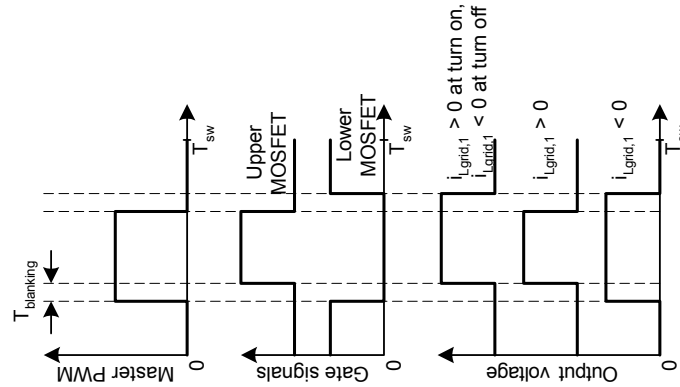 T_blanking
Master PWM
0
T_sw
Gate signals
Upper
MOSFET
Lower
MOSFET
0
T_sw
Output voltage
i_Lgrid,1 > 0 at turn on,
i_Lgrid,1 < 0 at turn off
i_Lgrid,1 > 0
i_Lgrid,1 < 0
0
T_sw